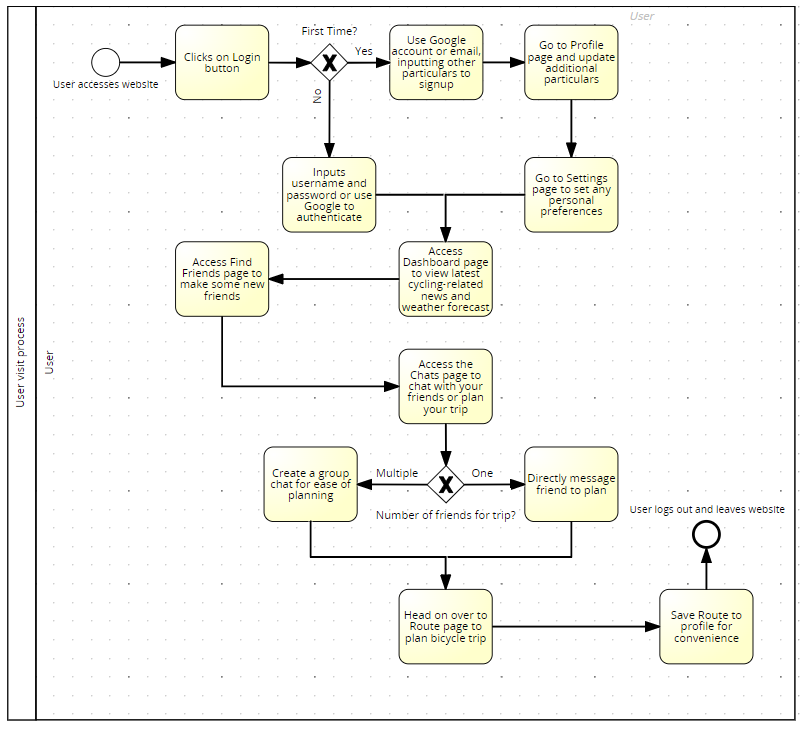 User
First Time?
User accesses website
Clicks on Login
button
Yes
No
Use Google
account or email,
inputting other
particulars to
signup
Go to Profile
page and update
additional
particulars
Inputs
username and
password or use
Google to
authenticate
Go to Settings
page to set any
personal
preferences
Access Find
Friends page to
make some new
friends
Access
Dashboard page
to view latest
cycling-related
news and
weather forecast
User visit process
User
Access the
Chats page to
chat with your
friends or plan
your trip
Create a group
chat for ease of
planning
Multiple
One
Directly message
friend to plan
Number of friends for trip?
User logs out and leaves website
Head on over to
Route page to
plan bicycle trip
Save Route to
profile for
convenience